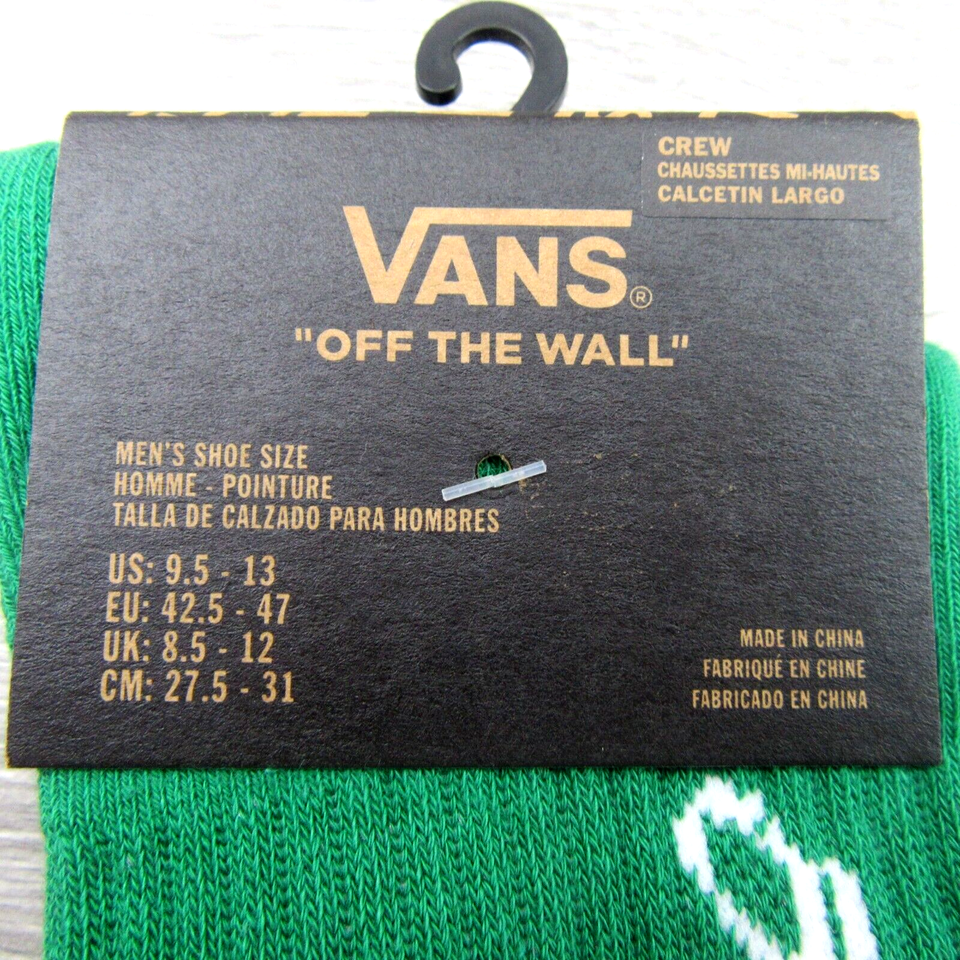 CREW
CHAUSSETTES MI-HAUTES
CALCETIN LARGO
VANS®
"OFF THE WALL"
MEN'S SHOE SIZE
HOMME - POINTURE
TALLA DE CALZADO PARA HOMBRES
US: 9.5 - 13
EU: 42.5 - 47
UK: 8.5 - 12
CM: 27.5 - 31
MADE IN CHINA
FABRIQUÉ EN CHINE
FABRICADO EN CHINA